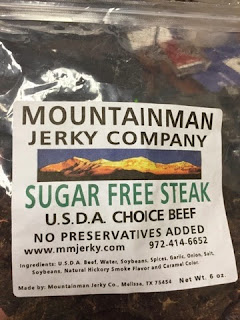 MOUNTAINMAN
JERKY COMPANY
SUGAR FREE STEAK
U.S.D.A. CHOICE BEEF
NO PRESERVATIVES ADDED
www.mmjerky.com 972-414-6652
Ingredients: U.S.D.A. Beef, Water, Soybeans, Spices, Garlic, Onion, Salt,
Soybeans, Natural Hickory Smoke Flavor and Caramel Color.
Made by: Mountainman Jerky Co., Melissa, TX 75454 Net Wt. 6 oz.